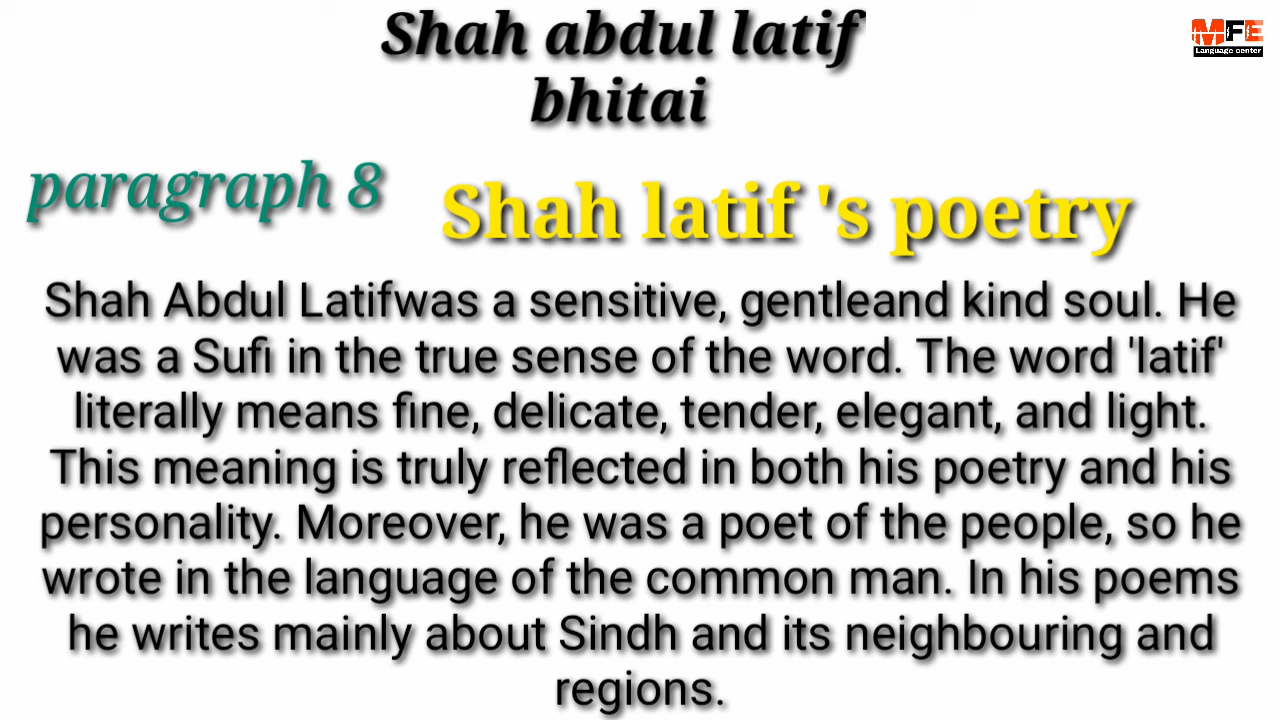 Shah abdul latif
bhitai
MFE
Language center
paragraph 8
Shah latif 's poetry
Shah Abdul Latifwas a sensitive, gentleand kind soul. He
was a Sufi in the true sense of the word. The word 'latif'
literally means fine, delicate, tender, elegant, and light.
This meaning is truly reflected in both his poetry and his
personality. Moreover, he was a poet of the people, so he
wrote in the language of the common man. In his poems
he writes mainly about Sindh and its neighbouring and
regions.